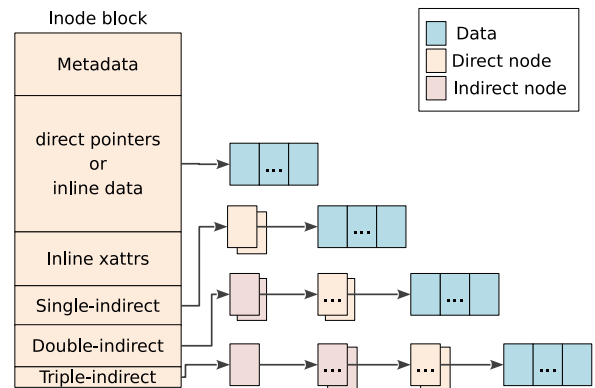 Inode block
Metadata
direct pointers
or
inline data
Inline xattrs
Single-indirect
Double-indirect
Triple-indirect
Data
Direct node
Indirect node
...
...
...
...
...
...
...